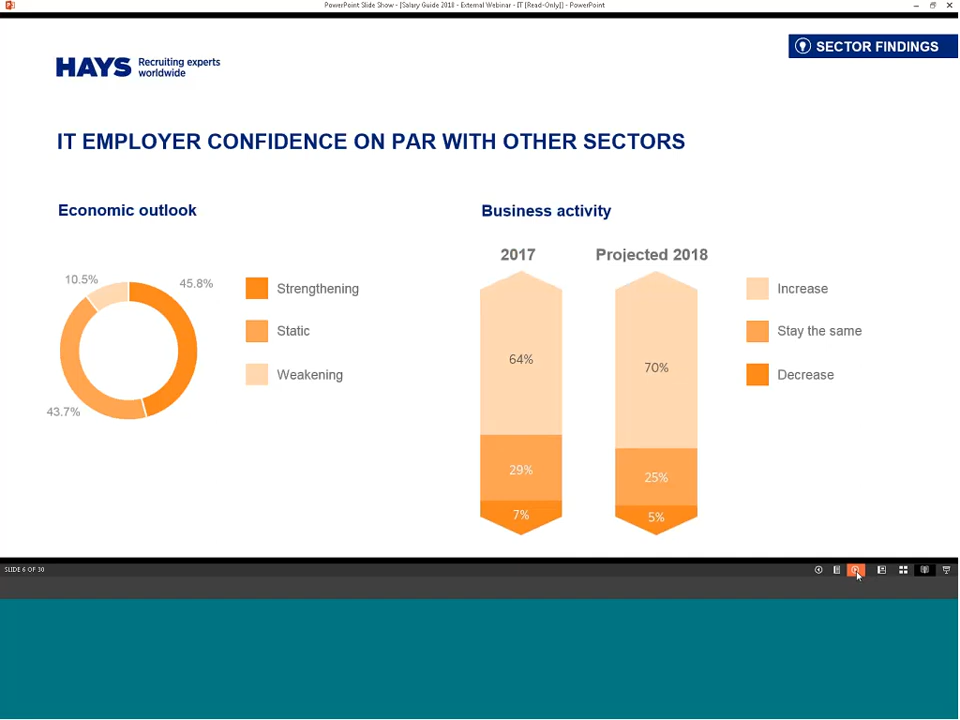 PowerPoint Slide Show - [Salary Guide 2018 - External Webinar - IT [Read-Only]] - PowerPoint
SECTOR FINDINGS
HAYS Recruiting experts
worldwide
IT EMPLOYER CONFIDENCE ON PAR WITH OTHER SECTORS
Economic outlook
10.5%
45.8%
43.7%
Strengthening
Static
Weakening
Business activity
2017
Projected 2018
64%
70%
29%
25%
7%
5%
Increase
Stay the same
Decrease
SLIDE 6 OF 30